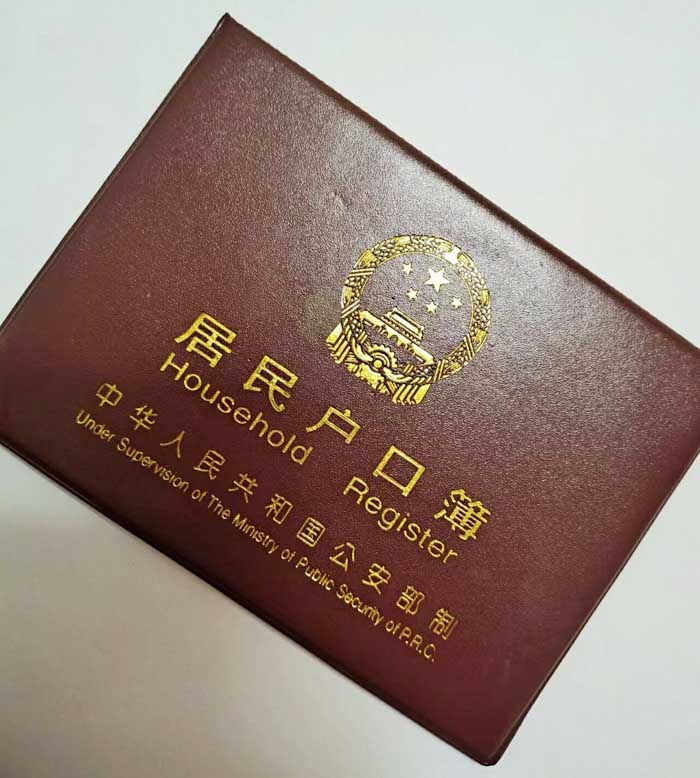 居民户口簿
Household Register
中华人民共和国公安部制
Under Supervision of The Ministry of Public Security of P.R.C.